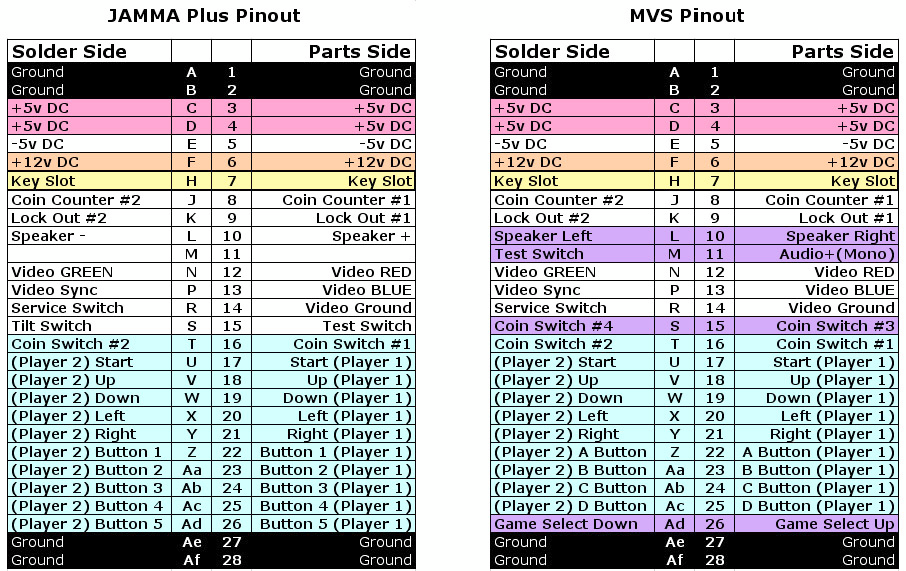 JAMMA Plus Pinout
Solder Side Parts Side
Ground A 1 Ground
Ground B 2 Ground
+5v DC C 3 +5v DC
+5v DC D 4 +5v DC
-5v DC E 5 -5v DC
+12v DC F 6 +12v DC
Key Slot H 7 Key Slot
Coin Counter #2 J 8 Coin Counter #1
Lock Out #2 K 9 Lock Out #1
Speaker - L 10 Speaker +
M 11
Video GREEN N 12 Video RED
Video Sync P 13 Video BLUE
Service Switch R 14 Video Ground
Tilt Switch S 15 Test Switch
Coin Switch #2 T 16 Coin Switch #1
(Player 2) Start U 17 Start (Player 1)
(Player 2) Up V 18 Up (Player 1)
(Player 2) Down W 19 Down (Player 1)
(Player 2) Left X 20 Left (Player 1)
(Player 2) Right Y 21 Right (Player 1)
(Player 2) Button 1 Z 22 Button 1 (Player 1)
(Player 2) Button 2 Aa 23 Button 2 (Player 1)
(Player 2) Button 3 Ab 24 Button 3 (Player 1)
(Player 2) Button 4 Ac 25 Button 4 (Player 1)
(Player 2) Button 5 Ad 26 Button 5 (Player 1)
Ground Ae 27 Ground
Ground Af 28 Ground
MVS Pinout
Solder Side Parts Side
Ground A 1 Ground
Ground B 2 Ground
+5v DC C 3 +5v DC
+5v DC D 4 +5v DC
-5v DC E 5 -5v DC
+12v DC F 6 +12v DC
Key Slot H 7 Key Slot
Coin Counter #2 J 8 Coin Counter #1
Lock Out #2 K 9 Lock Out #1
Speaker Left L 10 Speaker Right
Test Switch M 11 Audio+(Mono)
Video GREEN N 12 Video RED
Video Sync P 13 Video BLUE
Service Switch R 14 Video Ground
Coin Switch #4 S 15 Coin Switch #3
Coin Switch #2 T 16 Coin Switch #1
(Player 2) Start U 17 Start (Player 1)
(Player 2) Up V 18 Up (Player 1)
(Player 2) Down W 19 Down (Player 1)
(Player 2) Left X 20 Left (Player 1)
(Player 2) Right Y 21 Right (Player 1)
(Player 2) A Button Z 22 A Button (Player 1)
(Player 2) B Button Aa 23 B Button (Player 1)
(Player 2) C Button Ab 24 C Button (Player 1)
(Player 2) D Button Ac 25 D Button (Player 1)
Game Select Down Ad 26 Game Select Up
Ground Ae 27 Ground
Ground Af 28 Ground